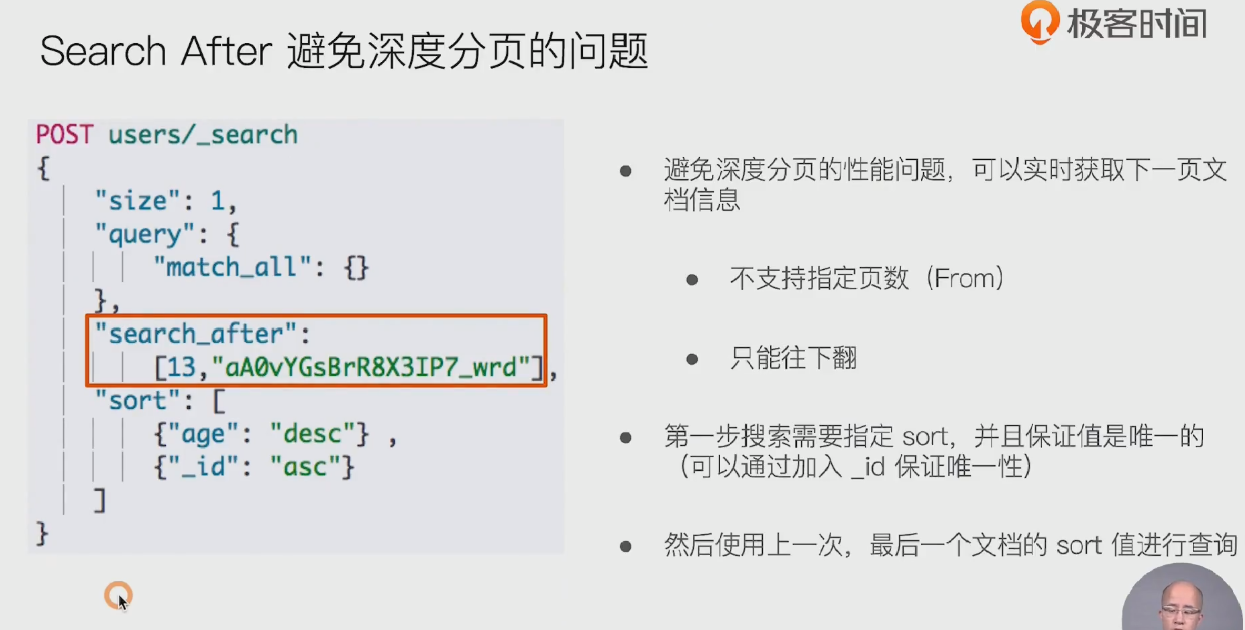 极客时间
Search After 避免深度分页的问题
POST users/_search
{
"size": 1,
"query": {
"match_all": {}
},
"search_after":
[13,"aA0vYGsBrR8X3IP7_wrd"],
"sort": [
{"age": "desc"} ,
{"_id": "asc"}
]
}
● 避免深度分页的性能问题，可以实时获取下一页文
档信息
● 不支持指定页数（From）
● 只能往下翻
● 第一步搜索需要指定 sort，并且保证值是唯一的
（可以通过加入 _id 保证唯一性）
● 然后使用上一次，最后一个文档的 sort 值进行查询